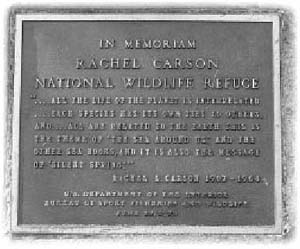 IN MEMORIAM
RACHEL CARSON
NATIONAL WILDLIFE REFUGE
"... ALL THE LIFE OF THE PLANET IS INTERRELATED
... EACH SPECIES HAS ITS OWN TIES TO OTHERS,
AND ... ALL ARE RELATED TO THE EARTH. THIS IS
THE THEME OF 'THE SEA AROUND US' AND THE
OTHER SEA BOOKS, AND IT IS ALSO THE MESSAGE
OF 'SILENT SPRING'"
RACHEL L. CARSON 1907-1964
U.S. DEPARTMENT OF THE INTERIOR
BUREAU OF SPORT FISHERIES AND WILDLIFE
JUNE